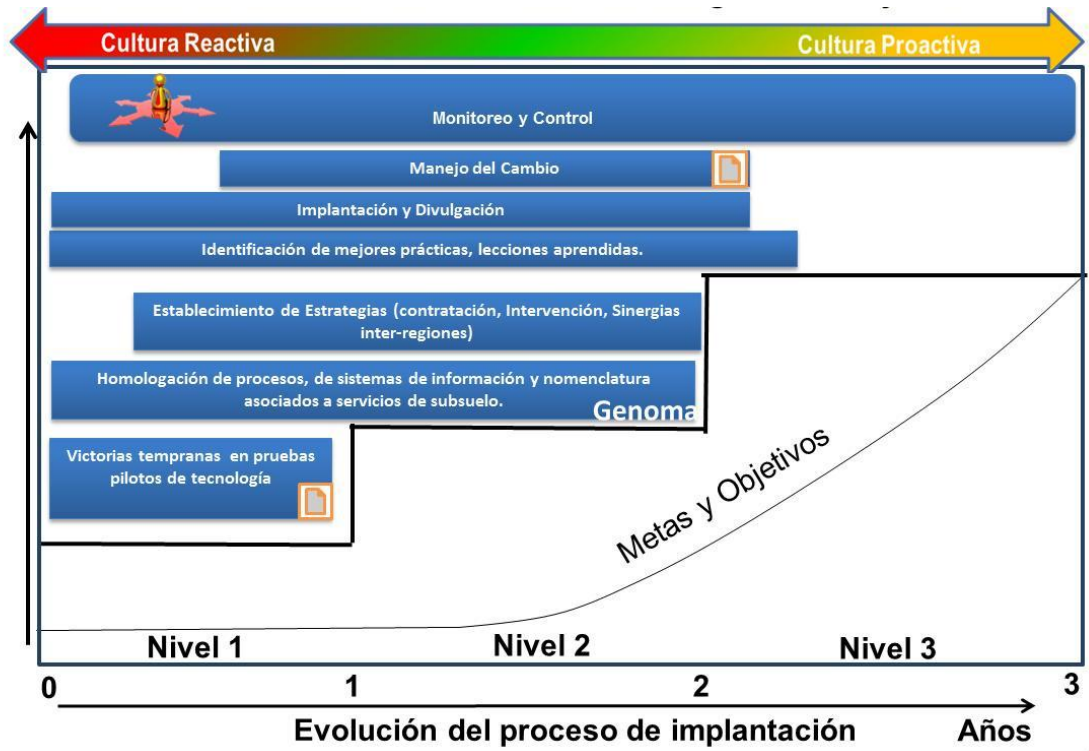 Cultura Reactiva
Cultura Proactiva
Monitoreo y Control
Manejo del Cambio
Implantación y Divulgación
Identificación de mejores prácticas, lecciones aprendidas.
Establecimiento de Estrategias (contratación, Intervención, Sinergias
inter-regiones)
Homologación de procesos, de sistemas de información y nomenclatura
asociados a servicios de subsuelo.
Genoma
Victorias tempranas en pruebas
pilotos de tecnología
Metas y Objetivos
Nivel 1
Nivel 2
Nivel 3
0
1
2
3
Evolución del proceso de implantación
Años